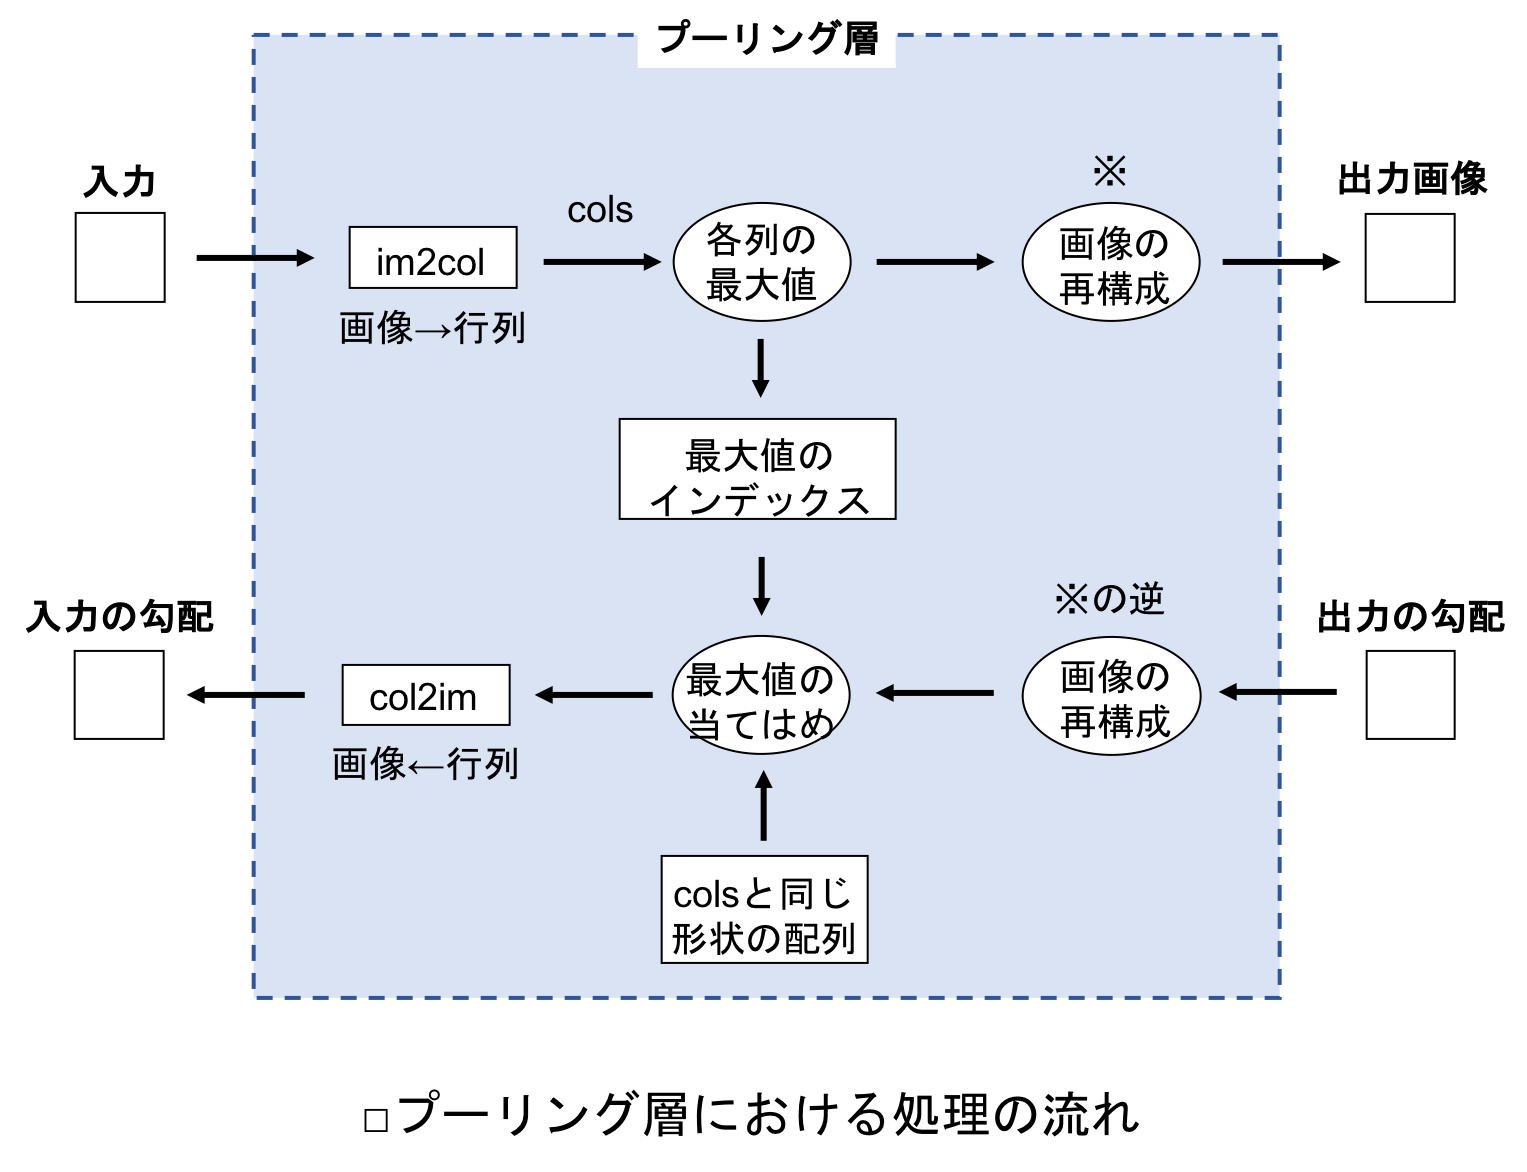 プーリング層
入力
cols
※
出力画像
im2col
各列の
最大値
画像の
再構成
画像→行列
最大値の
インデックス
入力の勾配
※の逆
出力の勾配
col2im
最大値の
当てはめ
画像の
再構成
画像←行列
colsと同じ
形状の配列
□プーリング層における処理の流れ